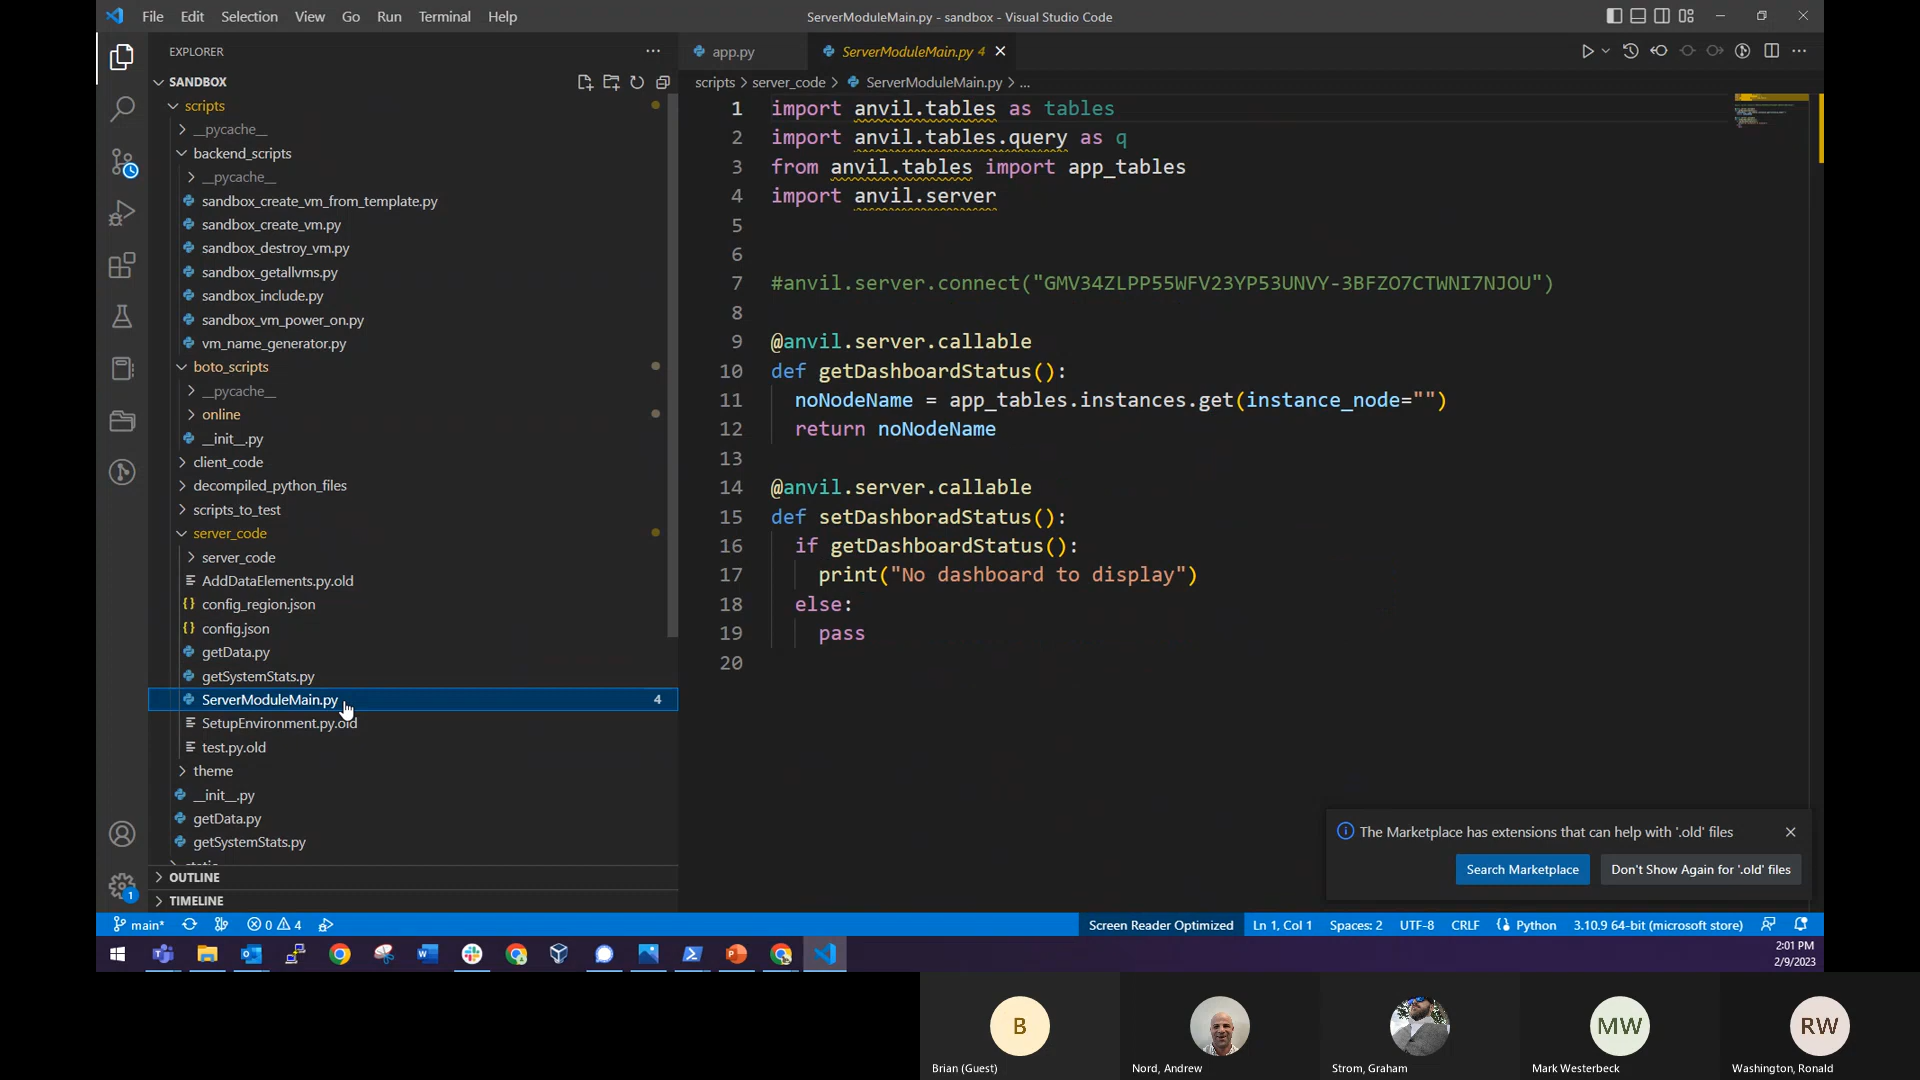 File Edit Selection View Go Run Terminal Help
ServerModuleMain.py - sandbox - Visual Studio Code
EXPLORER
SANDBOX
scripts
__pycache__
backend_scripts
__pycache__
sandbox_create_vm_from_template.py
sandbox_create_vm.py
sandbox_destroy_vm.py
sandbox_getallvms.py
sandbox_include.py
sandbox_vm_power_on.py
vm_name_generator.py
boto_scripts
__pycache__
online
__init__.py
client_code
decompiled_python_files
scripts_to_test
server_code
server_code
AddDataElements.py.old
config_region.json
config.json
getData.py
getSystemStats.py
ServerModuleMain.py 4
SetupEnvironment.py.old
test.py.old
theme
__init__.py
getData.py
getSystemStats.py
OUTLINE
TIMELINE
app.py
ServerModuleMain.py 4
scripts > server_code > ServerModuleMain.py > ...
1 import anvil.tables as tables
2 import anvil.tables.query as q
3 from anvil.tables import app_tables
4 import anvil.server
5
6
7 #anvil.server.connect("GMV34ZLPP55WFV23YP53UNVY-3BFZO7CTWNI7NJOU")
8
9 @anvil.server.callable
10 def getDashboardStatus():
11 noNodeName = app_tables.instances.get(instance_node="")
12 return noNodeName
13
14 @anvil.server.callable
15 def setDashboradStatus():
16 if getDashboardStatus():
17 print("No dashboard to display")
18 else:
19 pass
20
The Marketplace has extensions that can help with '.old' files
Search Marketplace
Don't Show Again for '.old' files
1
main* 0 4
Screen Reader Optimized Ln 1, Col 1 Spaces: 2 UTF-8 CRLF Python 3.10.9 64-bit (microsoft store)
2:01 PM
2/9/2023
B
MW
RW
Brian (Guest)
Nord, Andrew
Strom, Graham
Mark Westerbeck
Washington, Ronald